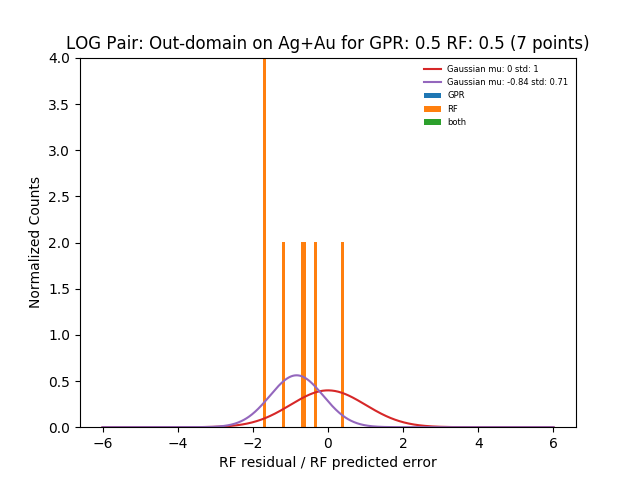 LOG Pair: Out-domain on Ag+Au for GPR: 0.5 RF: 0.5 (7 points)
Normalized Counts
4.0
3.5
3.0
2.5
2.0
1.5
1.0
0.5
0.0
Gaussian mu: 0 std: 1
Gaussian mu: -0.84 std: 0.71
GPR
RF
both
−6 −4 −2 0 2 4 6
RF residual / RF predicted error